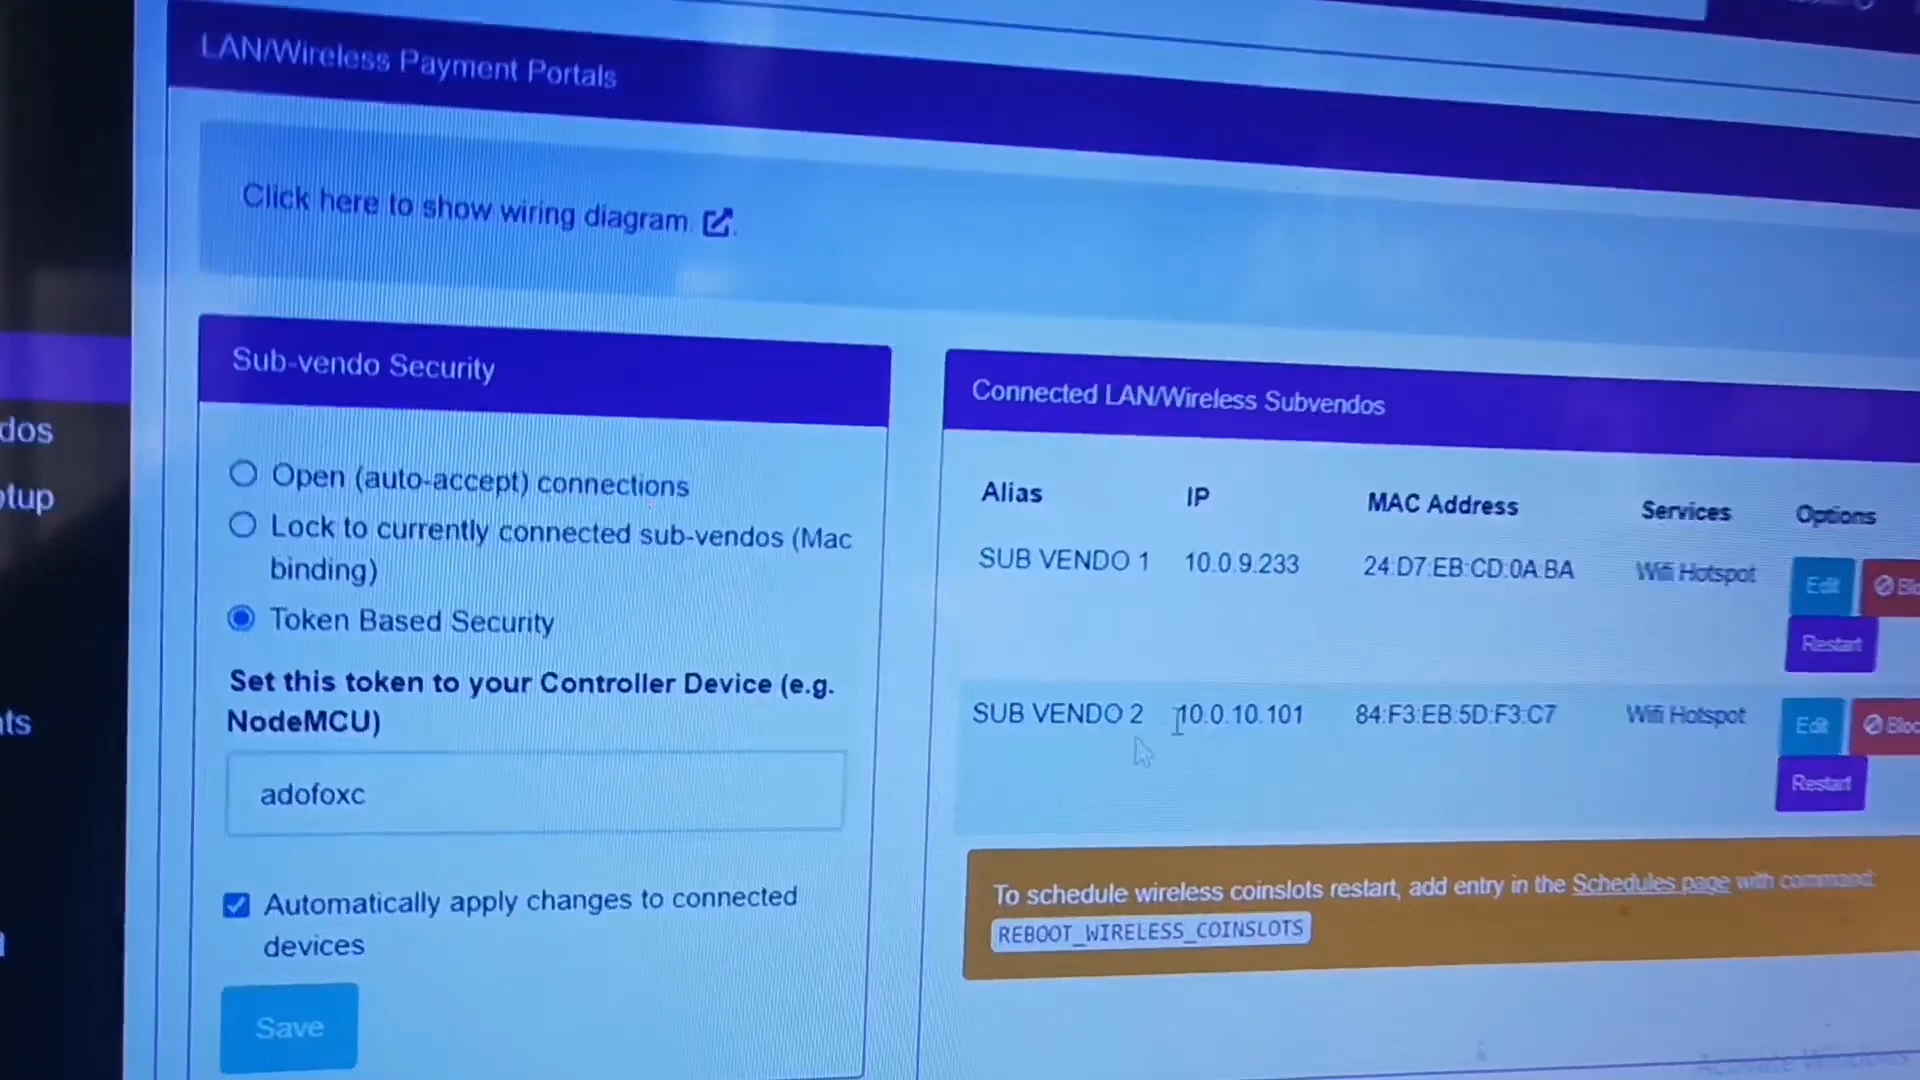 LAN/Wireless Payment Portals
Click here to show wiring diagram.
Sub-vendo Security
Open (auto-accept) connections
Lock to currently connected sub-vendos (Mac
binding)
Token Based Security
Set this token to your Controller Device (e.g.
NodeMCU)
adofoxc
Automatically apply changes to connected
devices
Save
Connected LAN/Wireless Subvendos
Alias IP MAC Address Services Options
SUB VENDO 1 10.0.9.233 24:D7:EB:CD:0A:BA Wifi Hotspot Edit Blo
Restart
SUB VENDO 2 10.0.10.101 84:F3:EB:5D:F3:C7 Wifi Hotspot Edit Bloc
Restart
To schedule wireless coinslots restart, add entry in the Schedules page with command:
REBOOT_WIRELESS_COINSLOTS
dos
tup
ts
Activate Windows